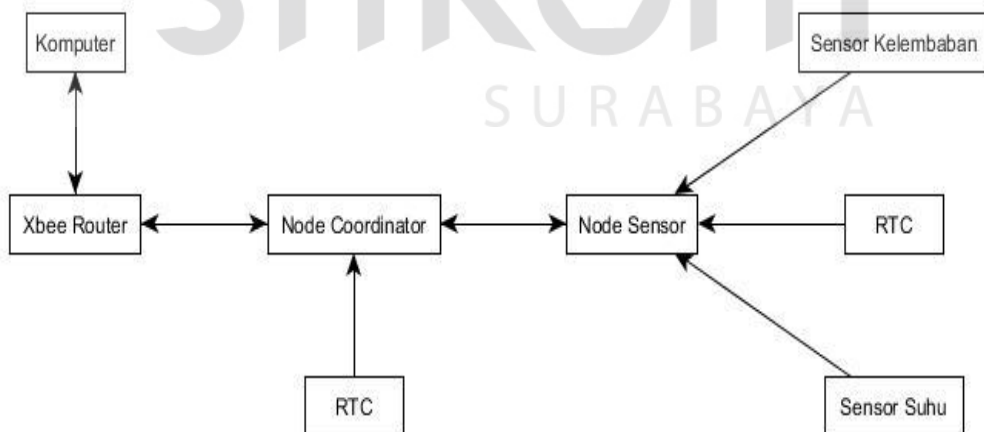 Komputer
Sensor Kelembaban
SURABAYA
Xbee Router
Node Coordinator
Node Sensor
RTC
RTC
Sensor Suhu